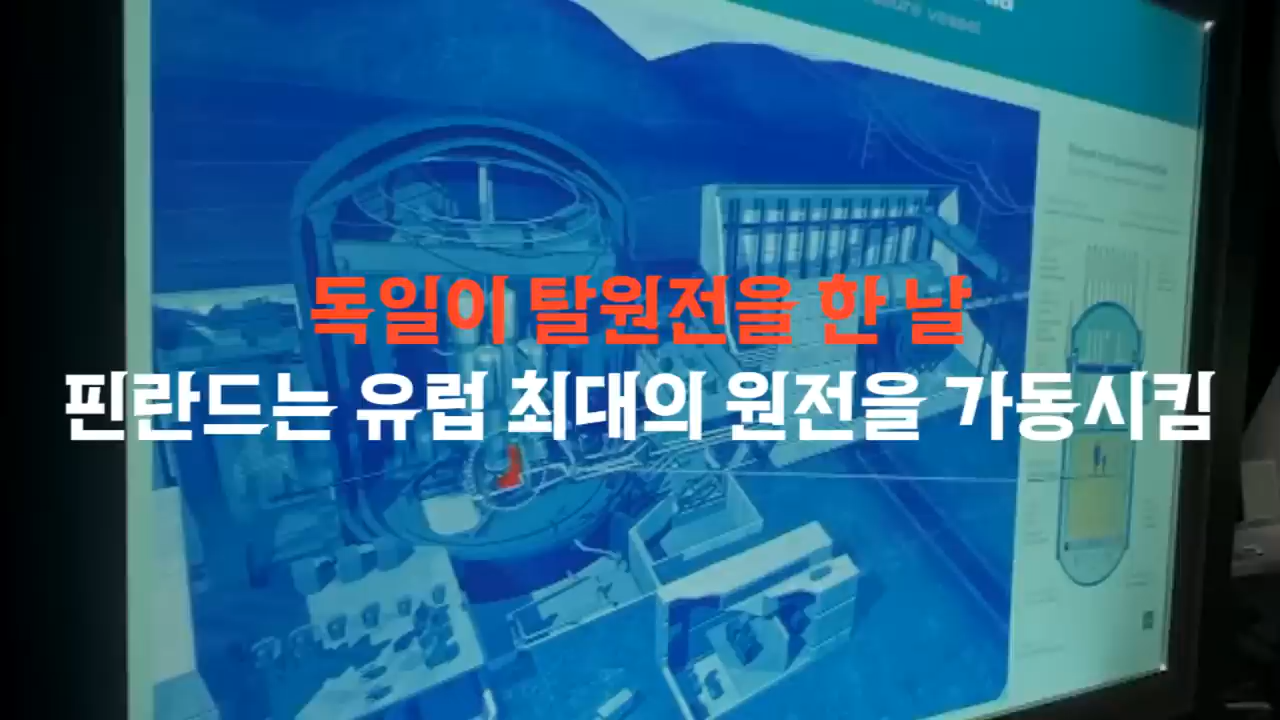 vessel
독일이 탈원전을 한 날
핀란드는 유럽 최대의 원전을 가동시킴